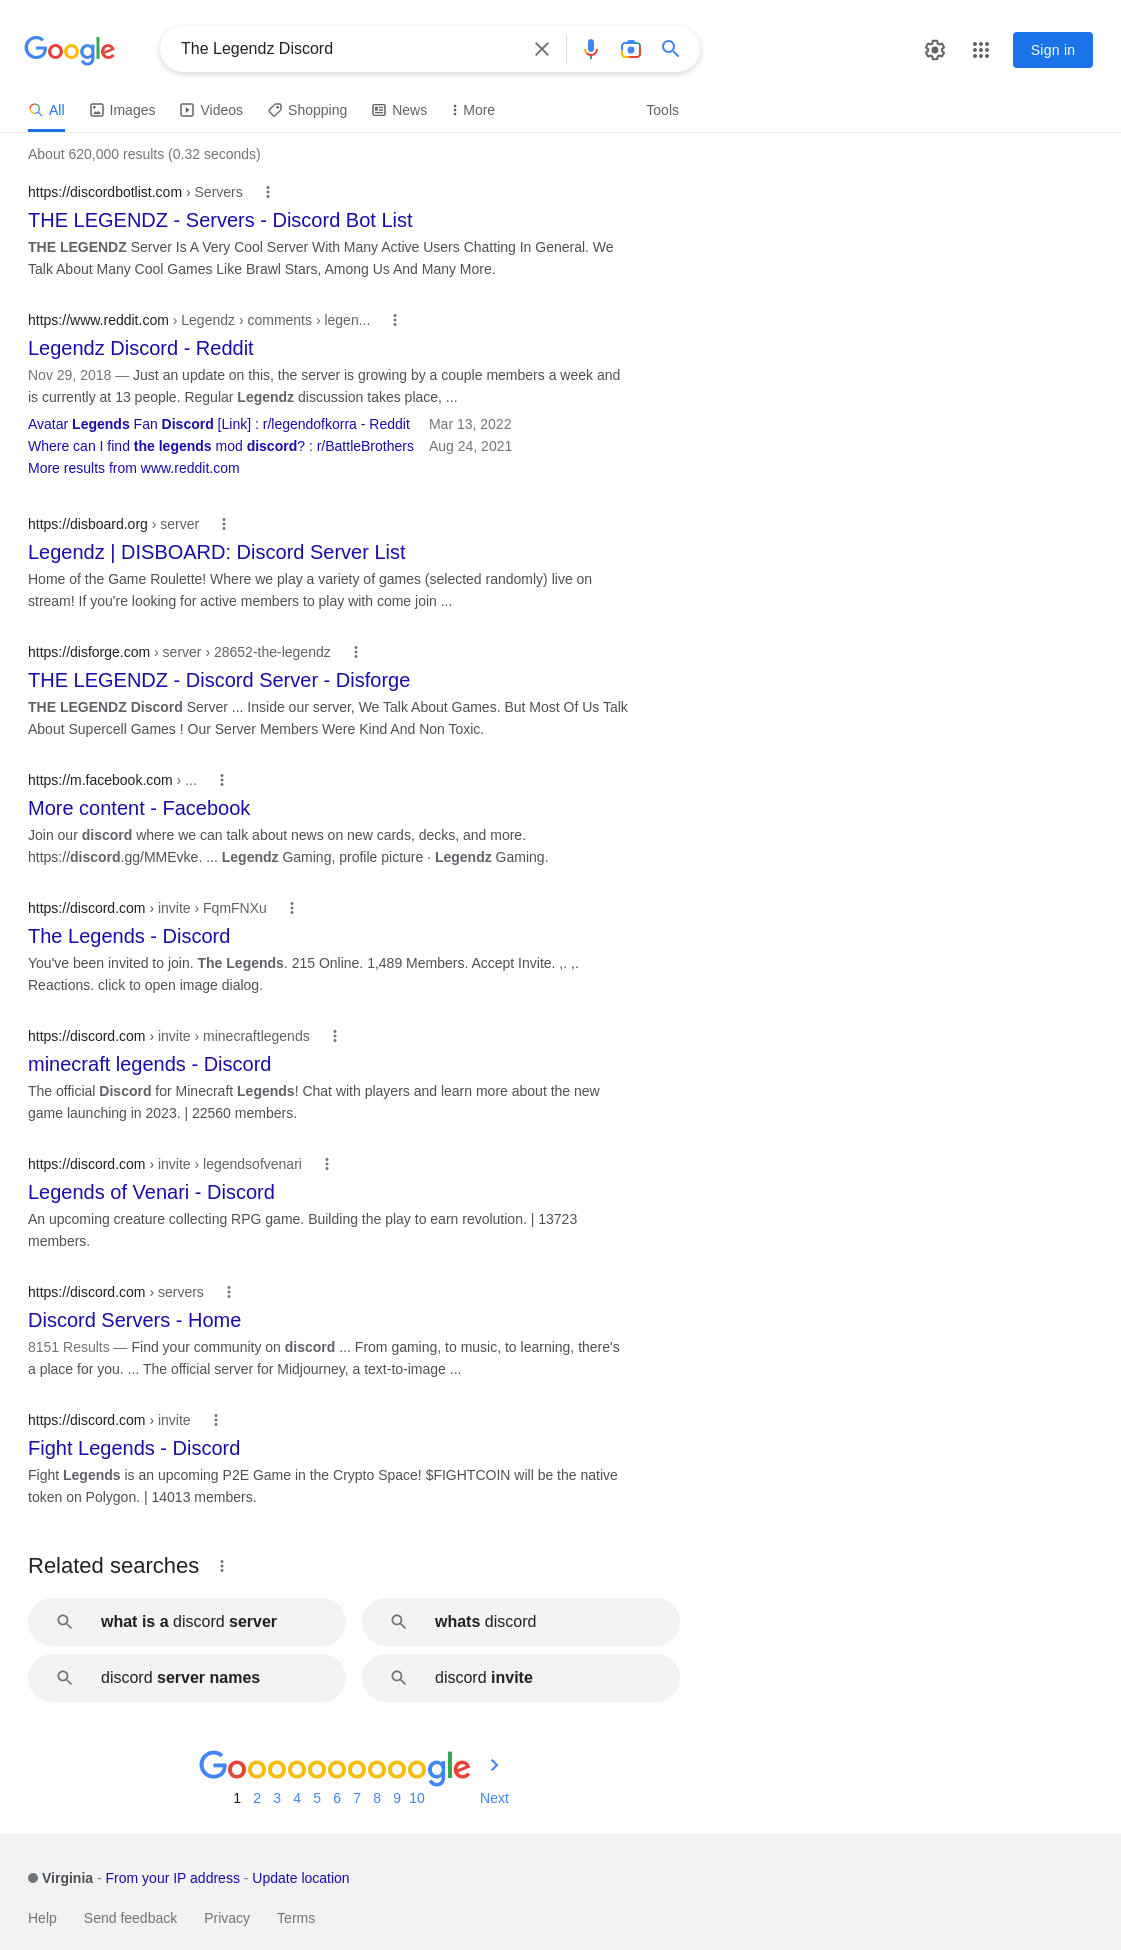 Google
The Legendz Discord
Sign in
All
Images
Videos
Shopping
News
More
Tools
About 620,000 results (0.32 seconds)
https://discordbotlist.com › Servers
THE LEGENDZ - Servers - Discord Bot List
THE LEGENDZ Server Is A Very Cool Server With Many Active Users Chatting In General. We
Talk About Many Cool Games Like Brawl Stars, Among Us And Many More.
https://www.reddit.com › Legendz › comments › legen...
Legendz Discord - Reddit
Nov 29, 2018 — Just an update on this, the server is growing by a couple members a week and
is currently at 13 people. Regular Legendz discussion takes place, ...
Avatar Legends Fan Discord [Link] : r/legendofkorra - Reddit Mar 13, 2022
Where can I find the legends mod discord? : r/BattleBrothers Aug 24, 2021
More results from www.reddit.com
https://disboard.org › server
Legendz | DISBOARD: Discord Server List
Home of the Game Roulette! Where we play a variety of games (selected randomly) live on
stream! If you're looking for active members to play with come join ...
https://disforge.com › server › 28652-the-legendz
THE LEGENDZ - Discord Server - Disforge
THE LEGENDZ Discord Server ... Inside our server, We Talk About Games. But Most Of Us Talk
About Supercell Games ! Our Server Members Were Kind And Non Toxic.
https://m.facebook.com › ...
More content - Facebook
Join our discord where we can talk about news on new cards, decks, and more.
https://discord.gg/MMEvke. ... Legendz Gaming, profile picture · Legendz Gaming.
https://discord.com › invite › FqmFNXu
The Legends - Discord
You've been invited to join. The Legends. 215 Online. 1,489 Members. Accept Invite. ,. ,.
Reactions. click to open image dialog.
https://discord.com › invite › minecraftlegends
minecraft legends - Discord
The official Discord for Minecraft Legends! Chat with players and learn more about the new
game launching in 2023. | 22560 members.
https://discord.com › invite › legendsofvenari
Legends of Venari - Discord
An upcoming creature collecting RPG game. Building the play to earn revolution. | 13723
members.
https://discord.com › servers
Discord Servers - Home
8151 Results — Find your community on discord ... From gaming, to music, to learning, there's
a place for you. ... The official server for Midjourney, a text-to-image ...
https://discord.com › invite
Fight Legends - Discord
Fight Legends is an upcoming P2E Game in the Crypto Space! $FIGHTCOIN will be the native
token on Polygon. | 14013 members.
Related searches
what is a discord server
whats discord
discord server names
discord invite
Goooooooooogle
1 2 3 4 5 6 7 8 9 10 Next
Virginia - From your IP address - Update location
Help Send feedback Privacy Terms